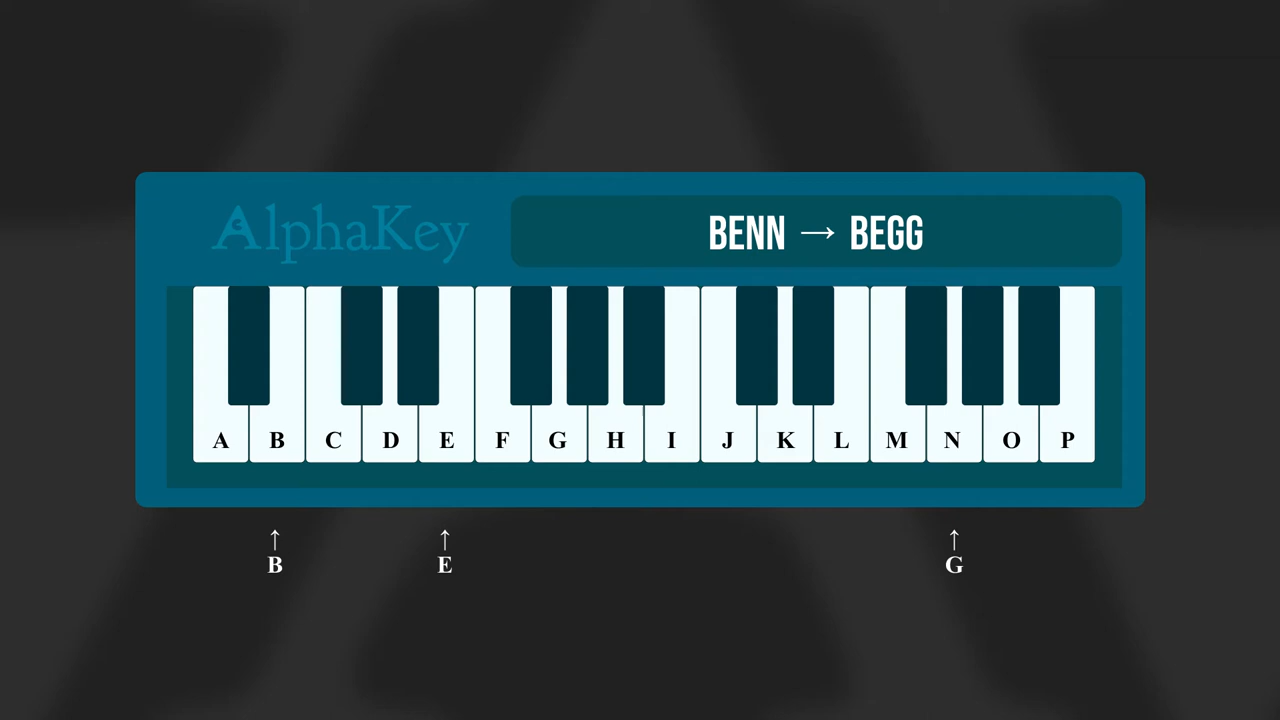 AlphaKey
BENN → BEGG
A B C D E F G H I J K L M N O P
↑ ↑ ↑
B E G